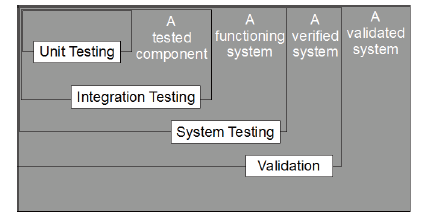 A
tested
component
A
functioning
system
A
verified
system
A
validated
system
Unit Testing
Integration Testing
System Testing
Validation